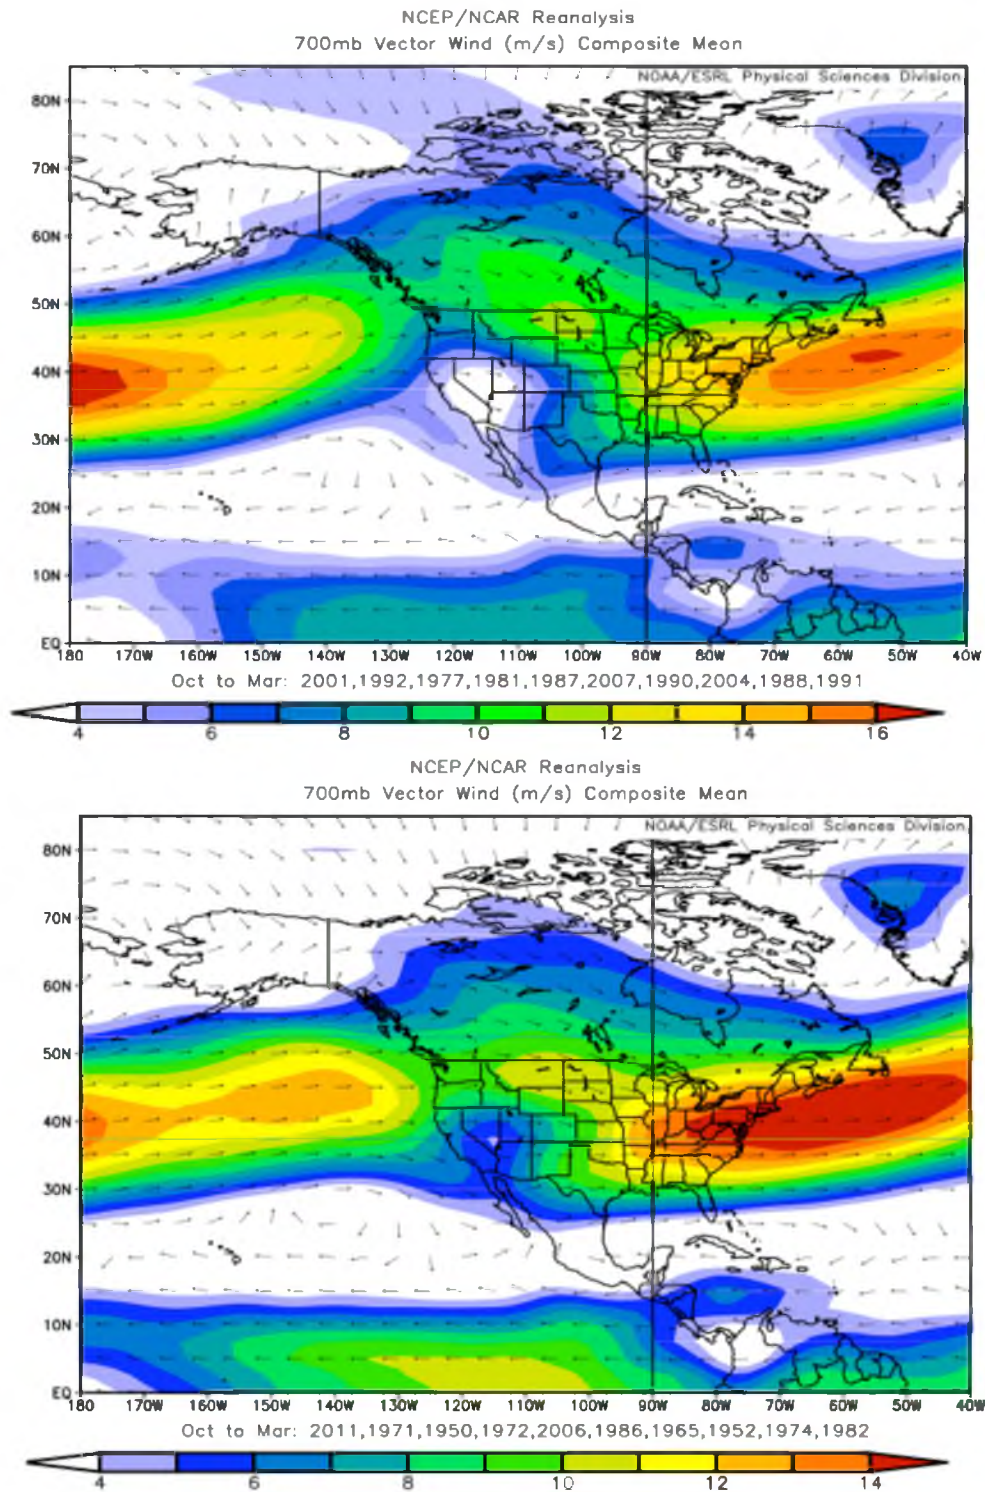 NCEP/NCAR Reanalysis
700mb Vector Wind (m/s) Composite Mean
NOAA/ESRL Physical Sciences Division
80N
70N
60N
50N
40N
30N
20N
10N
EQ
180 170W 160W 150W 140W 130W 120W 110W 100W 90W 80W 70W 60W 50W 40W
Oct to Mar: 2001,1992,1977,1981,1987,2007,1990,2004,1988,1991
4 6 8 10 12 14 16
NCEP/NCAR Reanalysis
700mb Vector Wind (m/s) Composite Mean
NOAA/ESRL Physical Sciences Division
80N
70N
60N
50N
40N
30N
20N
10N
EQ
180 170W 160W 150W 140W 130W 120W 110W 100W 90W 80W 70W 60W 50W 40W
Oct to Mar: 2011,1971,1950,1972,2006,1986,1965,1952,1974,1982
4 6 8 10 12 14